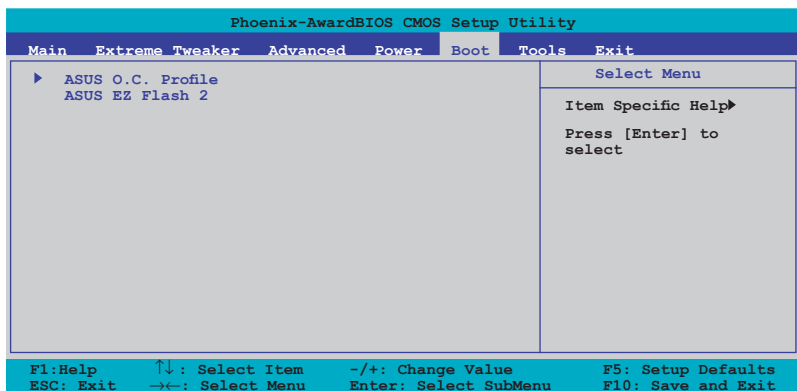 Phoenix-AwardBIOS CMOS Setup Utility
Main Extreme Tweaker Advanced Power Boot Tools Exit
Select Menu
▶ ASUS O.C. Profile
ASUS EZ Flash 2
Item Specific Help▶
Press [Enter] to
select
F1:Help ↑↓ : Select Item -/+: Change Value F5: Setup Defaults
ESC: Exit →←: Select Menu Enter: Select SubMenu F10: Save and Exit